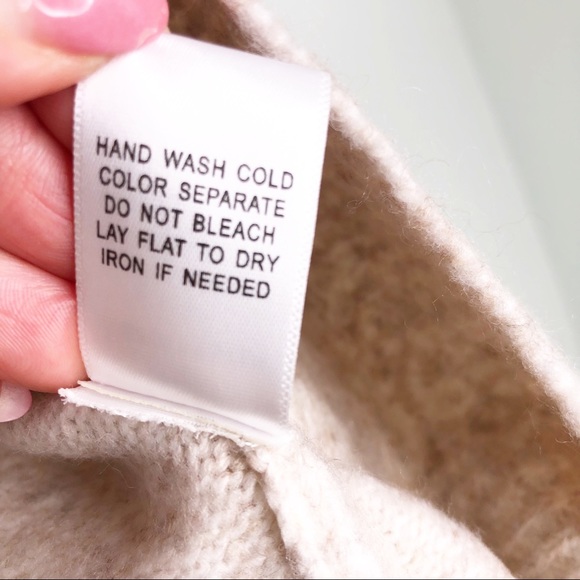 HAND WASH COLD
COLOR SEPARATE
DO NOT BLEACH
LAY FLAT TO DRY
IRON IF NEEDED